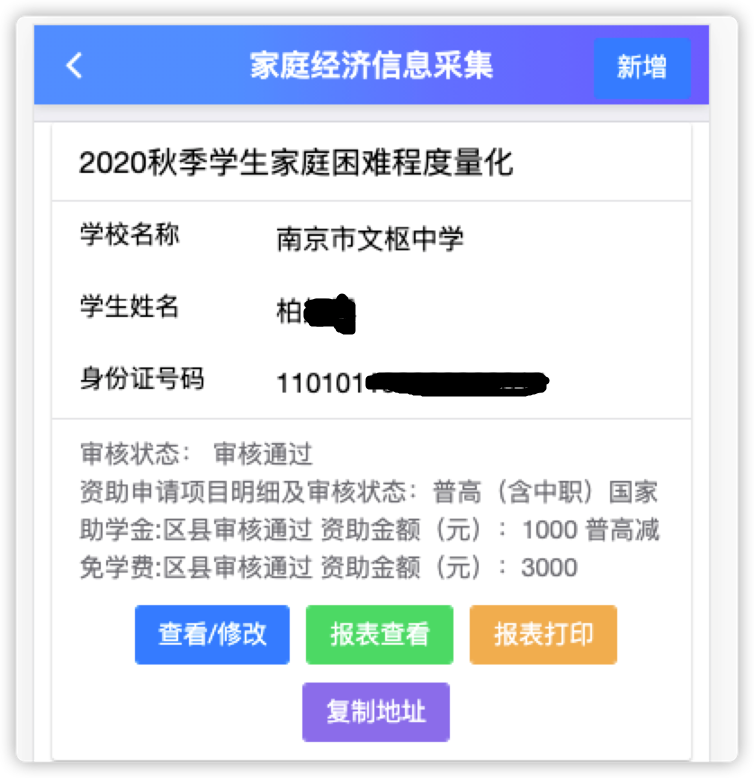 家庭经济信息采集
新增
2020秋季学生家庭困难程度量化
学校名称 南京市文枢中学
学生姓名 柏
身份证号码 110101
审核状态： 审核通过
资助申请项目明细及审核状态：普高（含中职）国家
助学金:区县审核通过 资助金额（元）：1000 普高减
免学费:区县审核通过 资助金额（元）：3000
查看/修改 报表查看 报表打印
复制地址